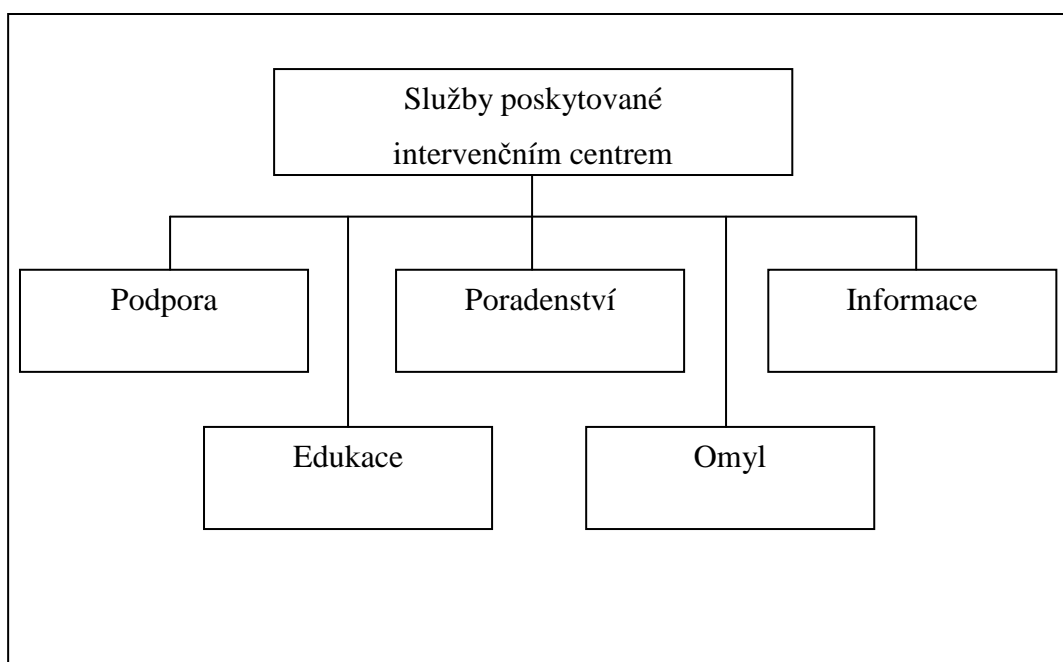 Služby poskytované
intervenčním centrem
Podpora
Poradenství
Informace
Edukace
Omyl